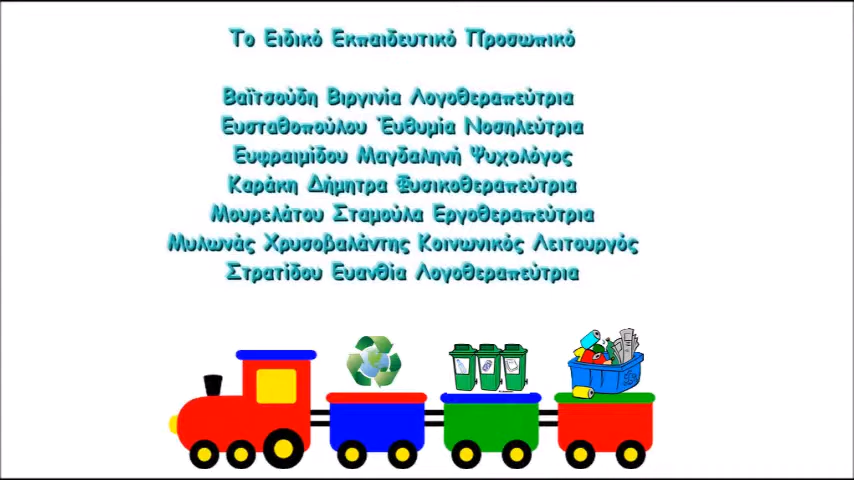 Το Ειδικό Εκπαιδευτικό Προσωπικό
Βαϊτσούδη Βιργινία Λογοθεραπεύτρια
Ευσταθοπούλου Ευθυμία Νοσηλεύτρια
Ευφραιμίδου Μαγδαληνή Ψυχολόγος
Καράκη Δήμητρα Φυσικοθεραπεύτρια
Μουρελάτου Σταμούλα Εργοθεραπεύτρια
Μυλωνάς Χρυσοβαλάντης Κοινωνικός Λειτουργός
Στρατίδου Ευανθία Λογοθεραπεύτρια